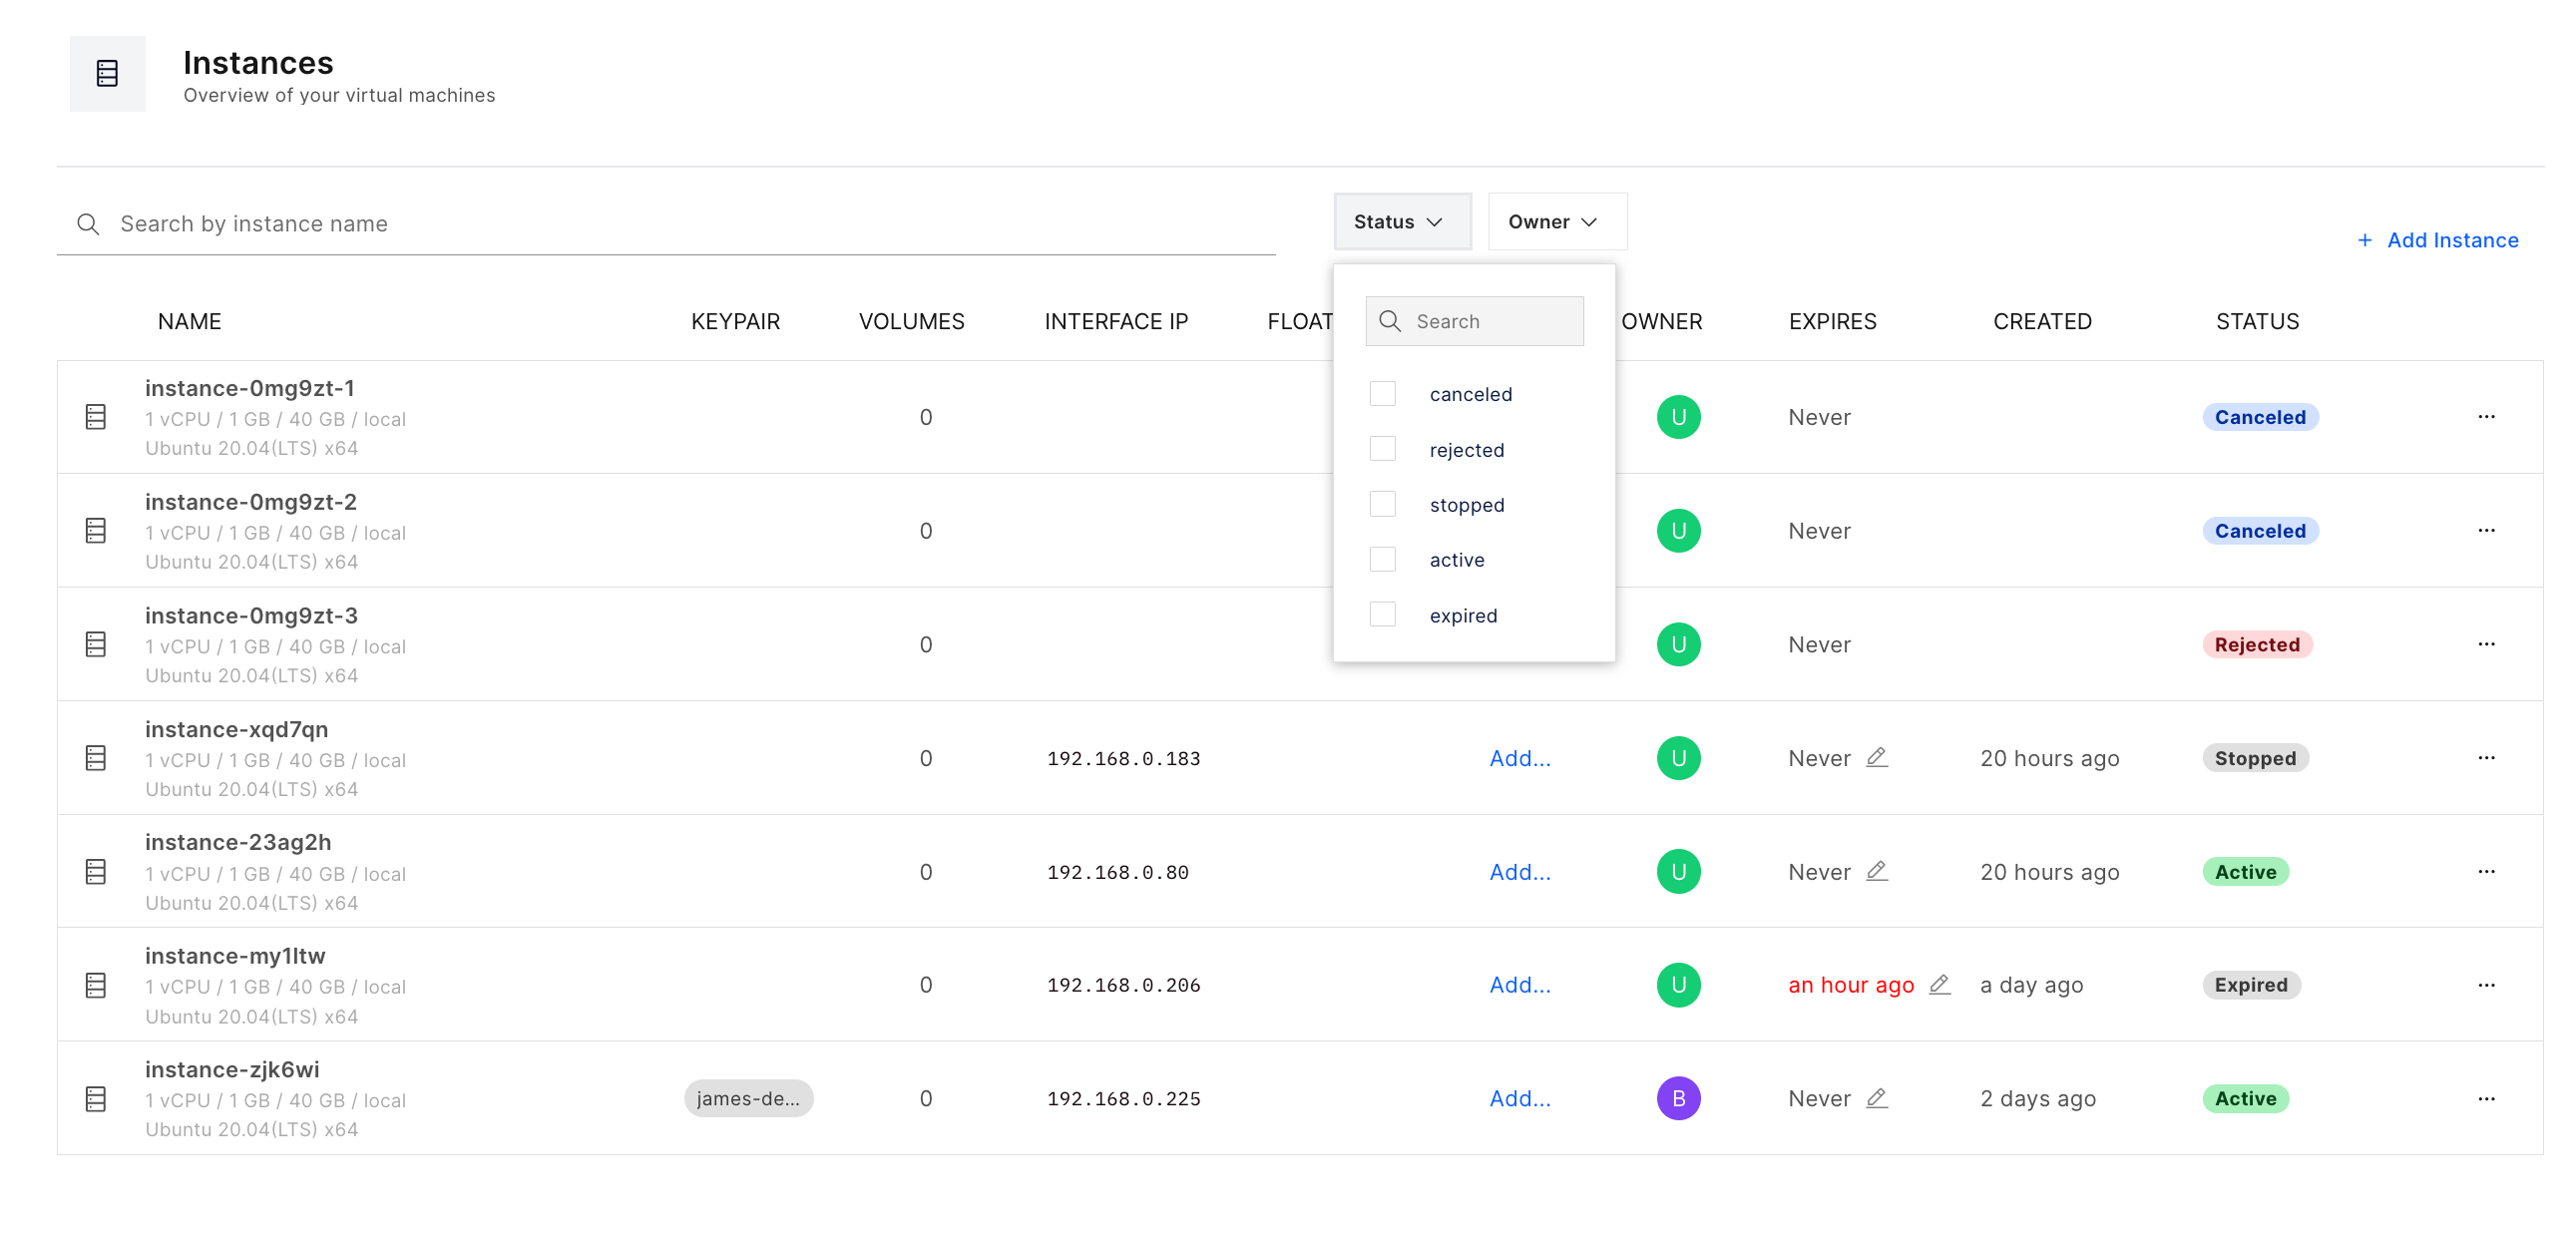 Instances
Overview of your virtual machines
Search by instance name
Status
Owner
+ Add Instance
NAME KEYPAIR VOLUMES INTERFACE IP FLOAT OWNER EXPIRES CREATED STATUS
Search
canceled
rejected
stopped
active
expired
instance-0mg9zt-1
1 vCPU / 1 GB / 40 GB / local
Ubuntu 20.04(LTS) x64
0 U Never Canceled ...
instance-0mg9zt-2
1 vCPU / 1 GB / 40 GB / local
Ubuntu 20.04(LTS) x64
0 U Never Canceled ...
instance-0mg9zt-3
1 vCPU / 1 GB / 40 GB / local
Ubuntu 20.04(LTS) x64
0 U Never Rejected ...
instance-xqd7qn
1 vCPU / 1 GB / 40 GB / local
Ubuntu 20.04(LTS) x64
0 192.168.0.183 Add... U Never 20 hours ago Stopped ...
instance-23ag2h
1 vCPU / 1 GB / 40 GB / local
Ubuntu 20.04(LTS) x64
0 192.168.0.80 Add... U Never 20 hours ago Active ...
instance-my1ltw
1 vCPU / 1 GB / 40 GB / local
Ubuntu 20.04(LTS) x64
0 192.168.0.206 Add... U an hour ago a day ago Expired ...
instance-zjk6wi
1 vCPU / 1 GB / 40 GB / local
Ubuntu 20.04(LTS) x64
james-de... 0 192.168.0.225 Add... B Never 2 days ago Active ...